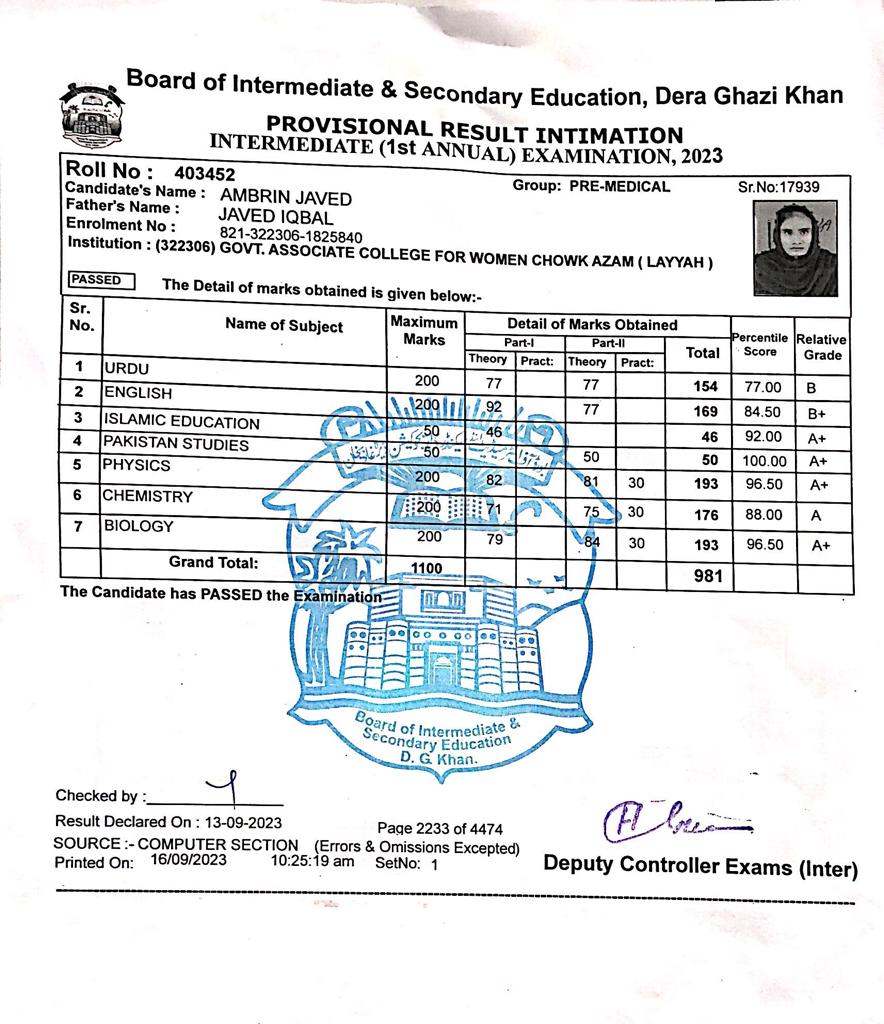 Board of Intermediate & Secondary Education, Dera Ghazi Khan
PROVISIONAL RESULT INTIMATION
INTERMEDIATE (1st ANNUAL) EXAMINATION, 2023
Roll No : 403452 Group: PRE-MEDICAL Sr.No:17939
Candidate's Name : AMBRIN JAVED
Father's Name : JAVED IQBAL
Enrolment No : 821-322306-1825840
Institution : (322306) GOVT. ASSOCIATE COLLEGE FOR WOMEN CHOWK AZAM ( LAYYAH )
PASSED The Detail of marks obtained is given below:-
Sr. No. Name of Subject Maximum Marks Detail of Marks Obtained Percentile Score Relative Grade
Part-I Part-II Total
Theory Pract: Theory Pract:
1 URDU 200 77 77 154 77.00 B
2 ENGLISH 200 92 77 169 84.50 B+
3 ISLAMIC EDUCATION 50 46 46 92.00 A+
4 PAKISTAN STUDIES 50 50 50 100.00 A+
5 PHYSICS 200 82 81 30 193 96.50 A+
6 CHEMISTRY 200 71 75 30 176 88.00 A
7 BIOLOGY 200 79 84 30 193 96.50 A+
Grand Total: 1100 981
The Candidate has PASSED the Examination
Board of Intermediate &
Secondary Education
D. G. Khan.
Checked by :
Result Declared On : 13-09-2023 Page 2233 of 4474
SOURCE :- COMPUTER SECTION (Errors & Omissions Excepted)
Printed On: 16/09/2023 10:25:19 am SetNo: 1
Deputy Controller Exams (Inter)